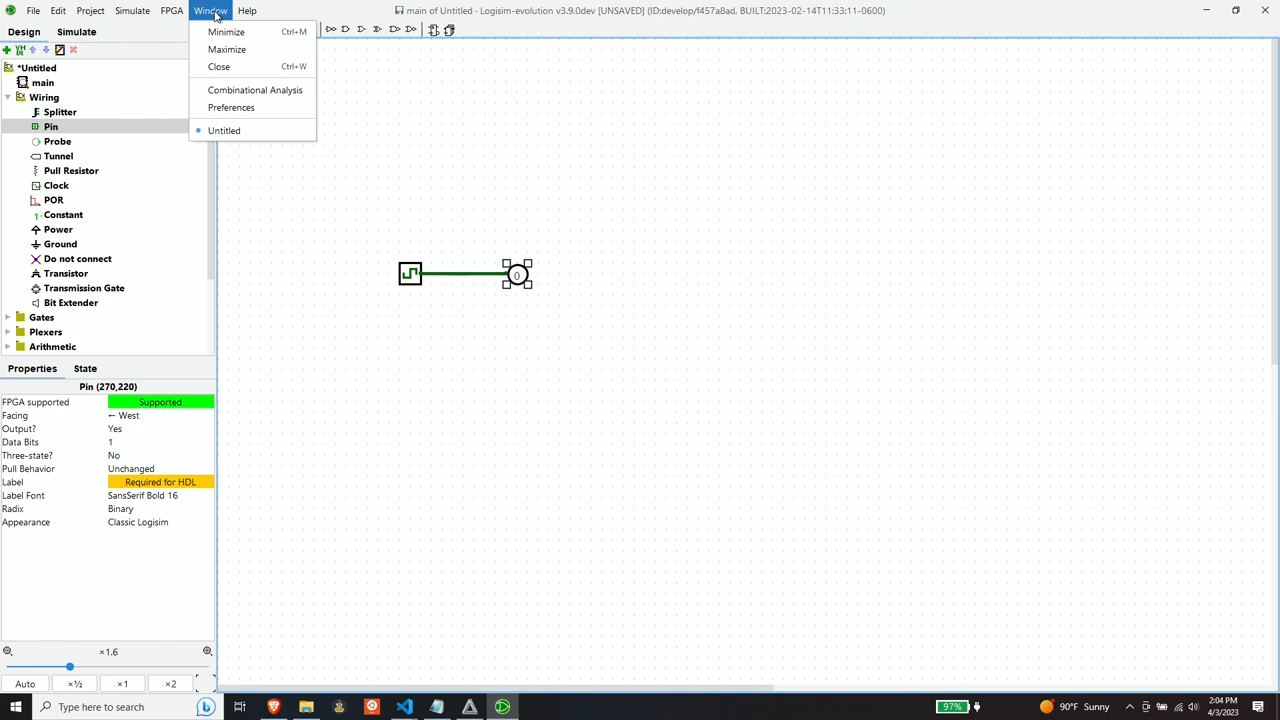 File Edit Project Simulate FPGA Window Help
main of Untitled - Logisim-evolution v3.9.0dev [UNSAVED] (ID:develop/f457a8ad, BUILT:2023-02-14T11:33:11-0600)
Design Simulate
Minimize Ctrl+M
Maximize
Close Ctrl+W
Combinational Analysis
Preferences
Untitled
*Untitled
main
Wiring
Splitter
Pin
Probe
Tunnel
Pull Resistor
Clock
POR
Constant
Power
Ground
Do not connect
Transistor
Transmission Gate
Bit Extender
Gates
Plexers
Arithmetic
0
Properties State
Pin (270,220)
FPGA supported Supported
Facing ← West
Output? Yes
Data Bits 1
Three-state? No
Pull Behavior Unchanged
Label Required for HDL
Label Font SansSerif Bold 16
Radix Binary
Appearance Classic Logisim
×1.6
Auto ×½ ×1 ×2
Type here to search
97%
90°F Sunny
2:04 PM
4/3/2023